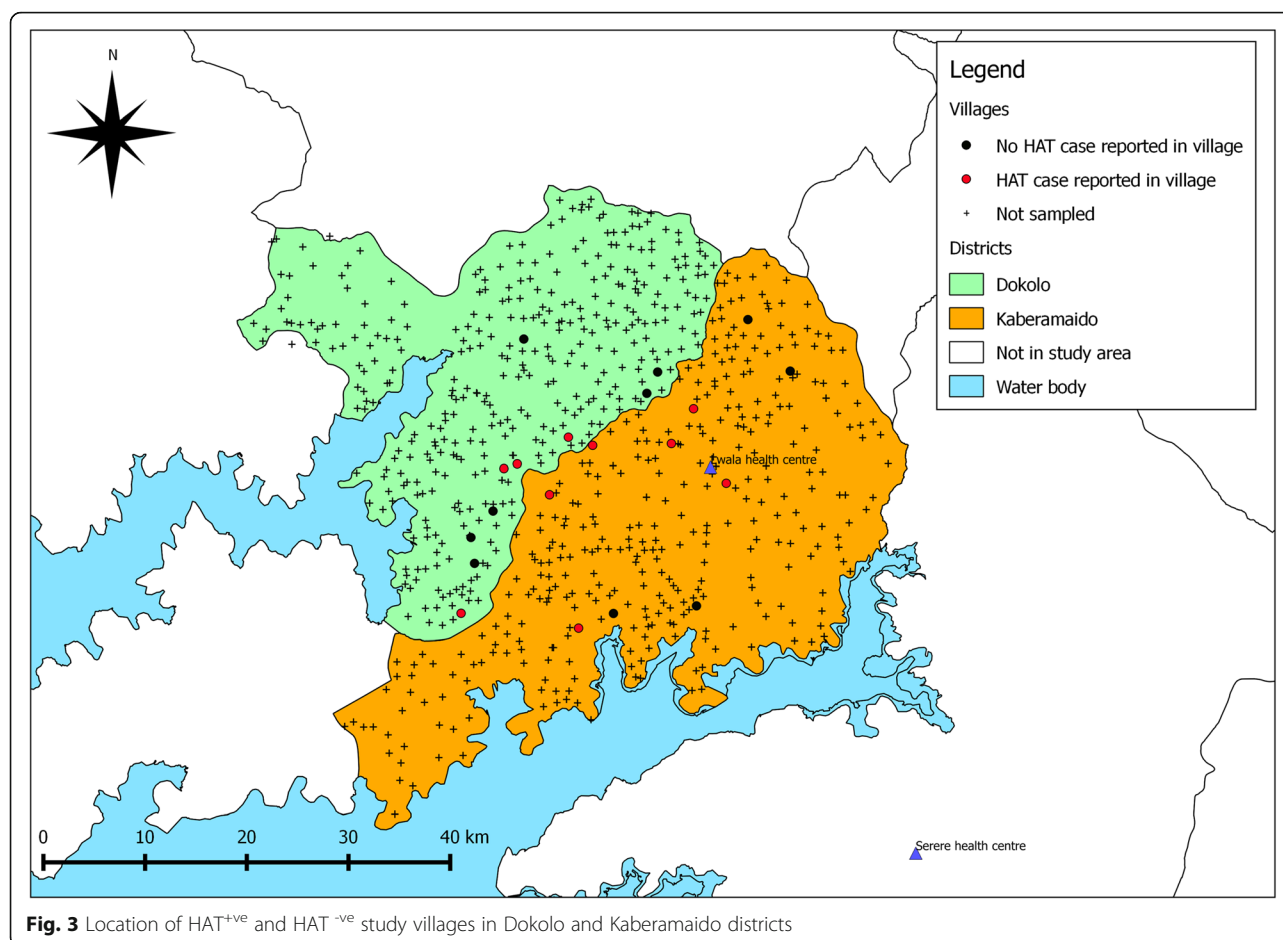 N
Legend
Villages
No HAT case reported in village
HAT case reported in village
Not sampled
Districts
Dokolo
Kaberamaido
Not in study area
Water body
Lwala health centre
0 10 20 30 40 km
Serere health centre
Fig. 3 Location of HAT+ve and HAT -ve study villages in Dokolo and Kaberamaido districts